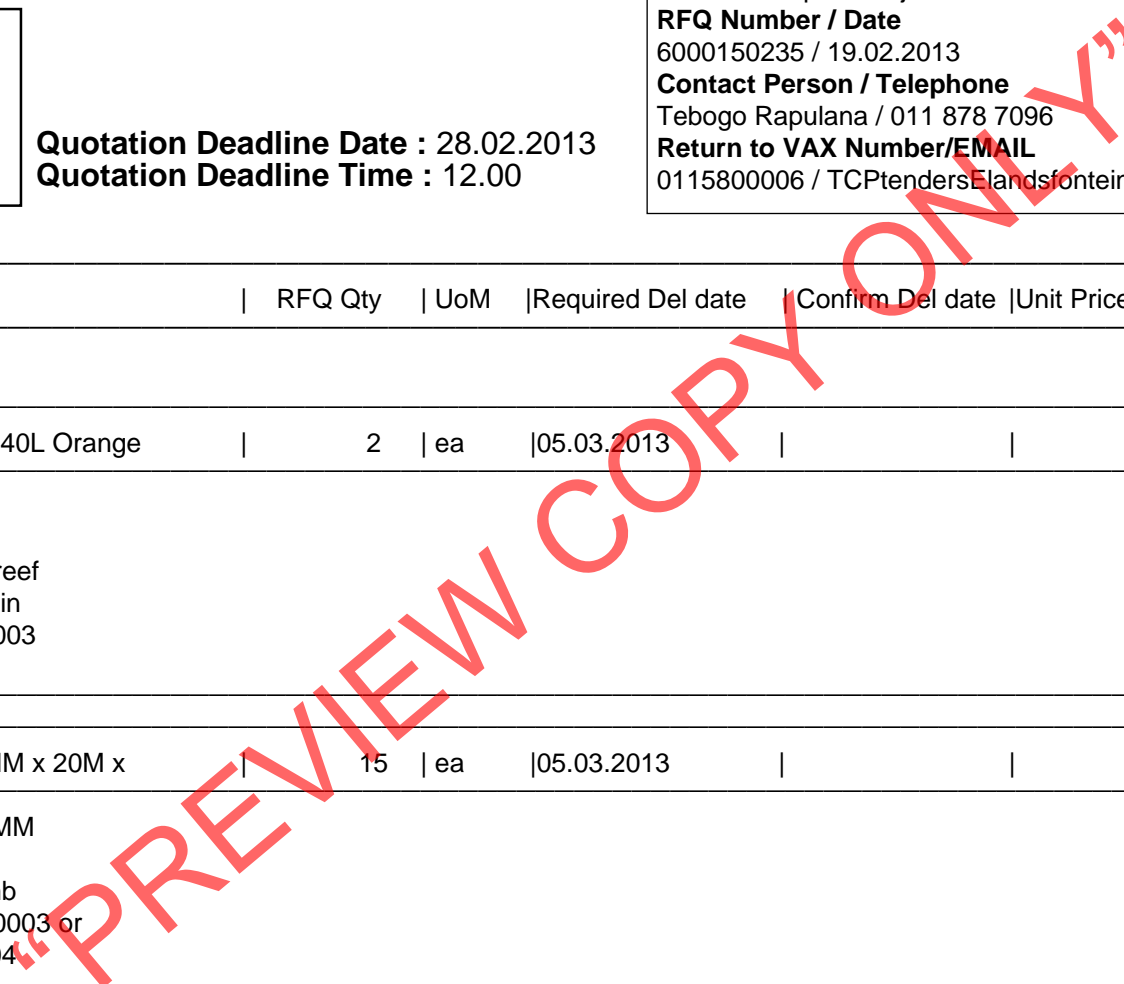 RFQ Number / Date
6000150235 / 19.02.2013
Contact Person / Telephone
Tebogo Rapulana / 011 878 7096
Return to VAX Number/EMAIL
0115800006 / TCPtendersElandsfontein
Quotation Deadline Date : 28.02.2013
Quotation Deadline Time : 12.00
| RFQ Qty | UoM |Required Del date | Confirm Del date |Unit Price
40L Orange | 2 | ea |05.03.2013 | |
reef
in
003
MM x 20M x | 15 | ea |05.03.2013 | |
MM
0003 or
04
“PREVIEW COPY ONLY”